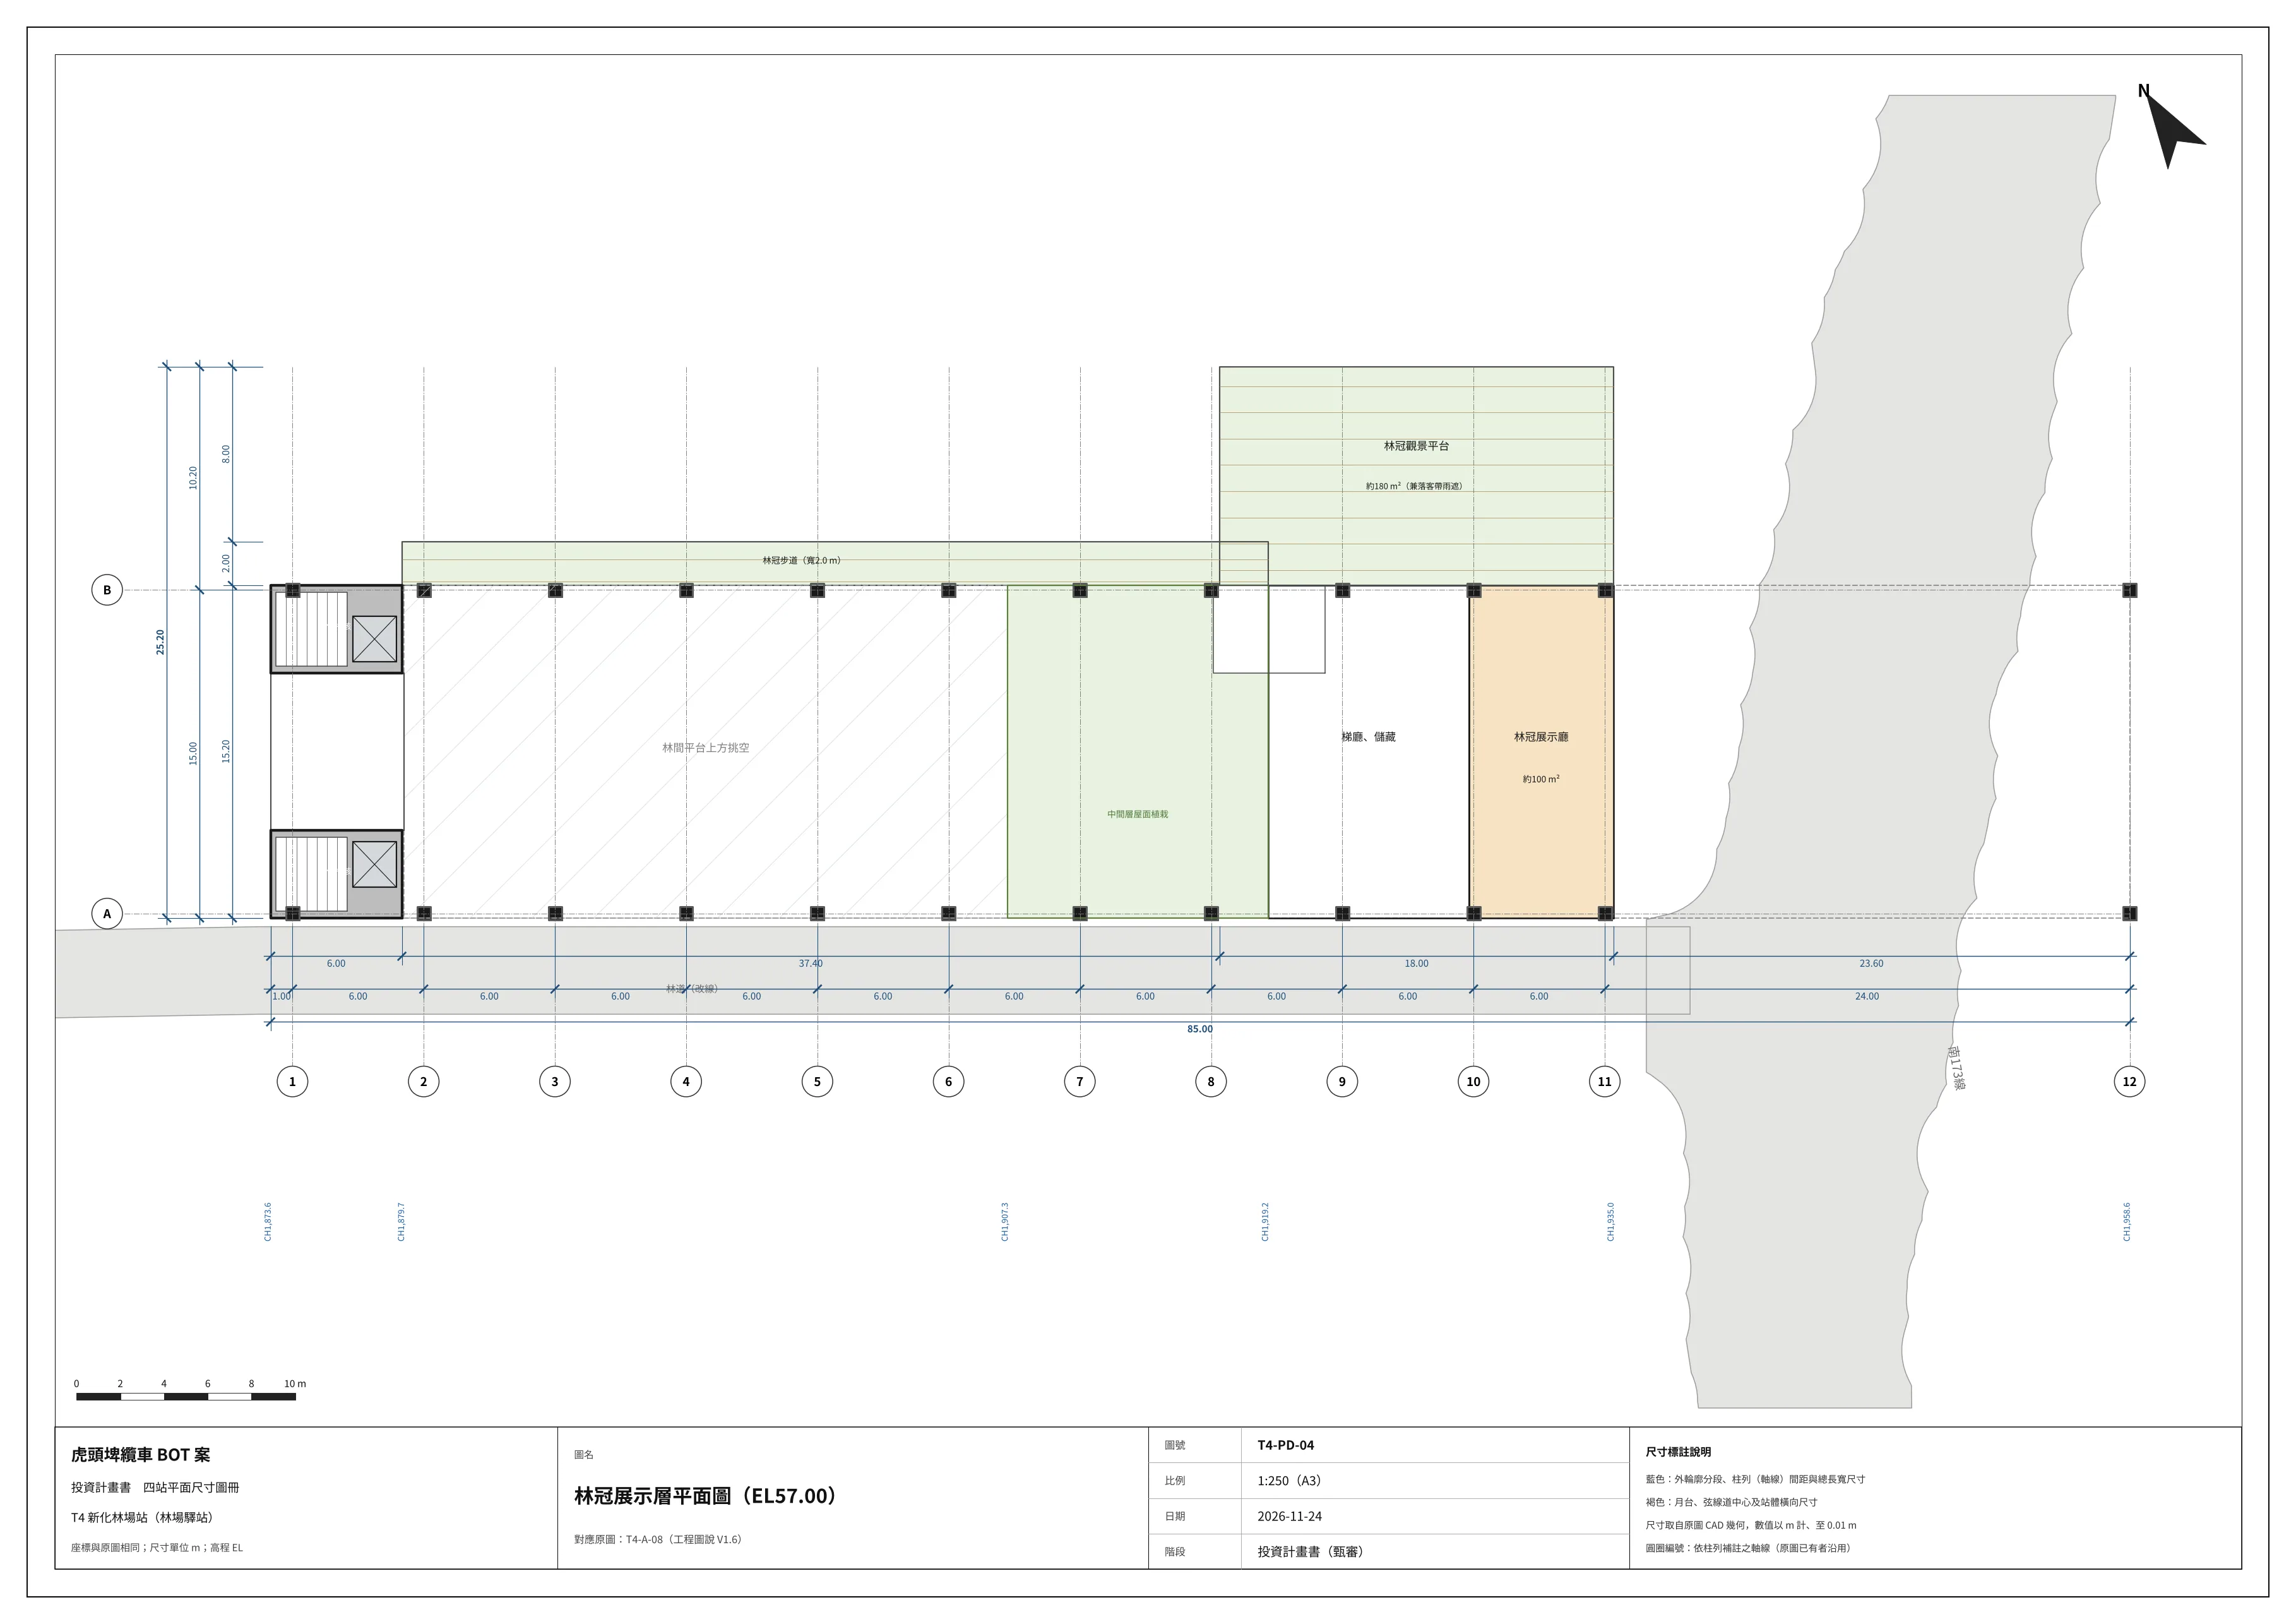 N
林冠觀景平台
約180 m²（兼落客帶雨遮）
林冠步道（寬2.0 m）
8.00
10.20
2.00
25.20
15.00
15.20
B
A
林間平台上方挑空
中間層屋面植栽
梯廳、儲藏
林冠展示廳
約100 m²
6.00
37.40
18.00
23.60
林道（改線）
1.00
6.00
6.00
6.00
6.00
6.00
6.00
6.00
6.00
6.00
6.00
24.00
85.00
南173線
1
2
3
4
5
6
7
8
9
10
11
12
CH1,873.6
CH1,879.7
CH1,907.3
CH1,919.2
CH1,935.0
CH1,958.6
0 2 4 6 8 10 m
虎頭埤纜車 BOT 案
投資計畫書　四站平面尺寸圖冊
T4 新化林場站（林場驛站）
座標與原圖相同；尺寸單位 m；高程 EL
圖名
林冠展示層平面圖（EL57.00）
對應原圖：T4-A-08（工程圖說 V1.6）
圖號 T4-PD-04
比例 1:250（A3）
日期 2026-11-24
階段 投資計畫書（甄審）
尺寸標註說明
藍色：外輪廓分段、柱列（軸線）間距與總長寬尺寸
褐色：月台、弦線道中心及站體橫向尺寸
尺寸取自原圖 CAD 幾何，數值以 m 計、至 0.01 m
圓圈編號：依柱列補註之軸線（原圖已有者沿用）